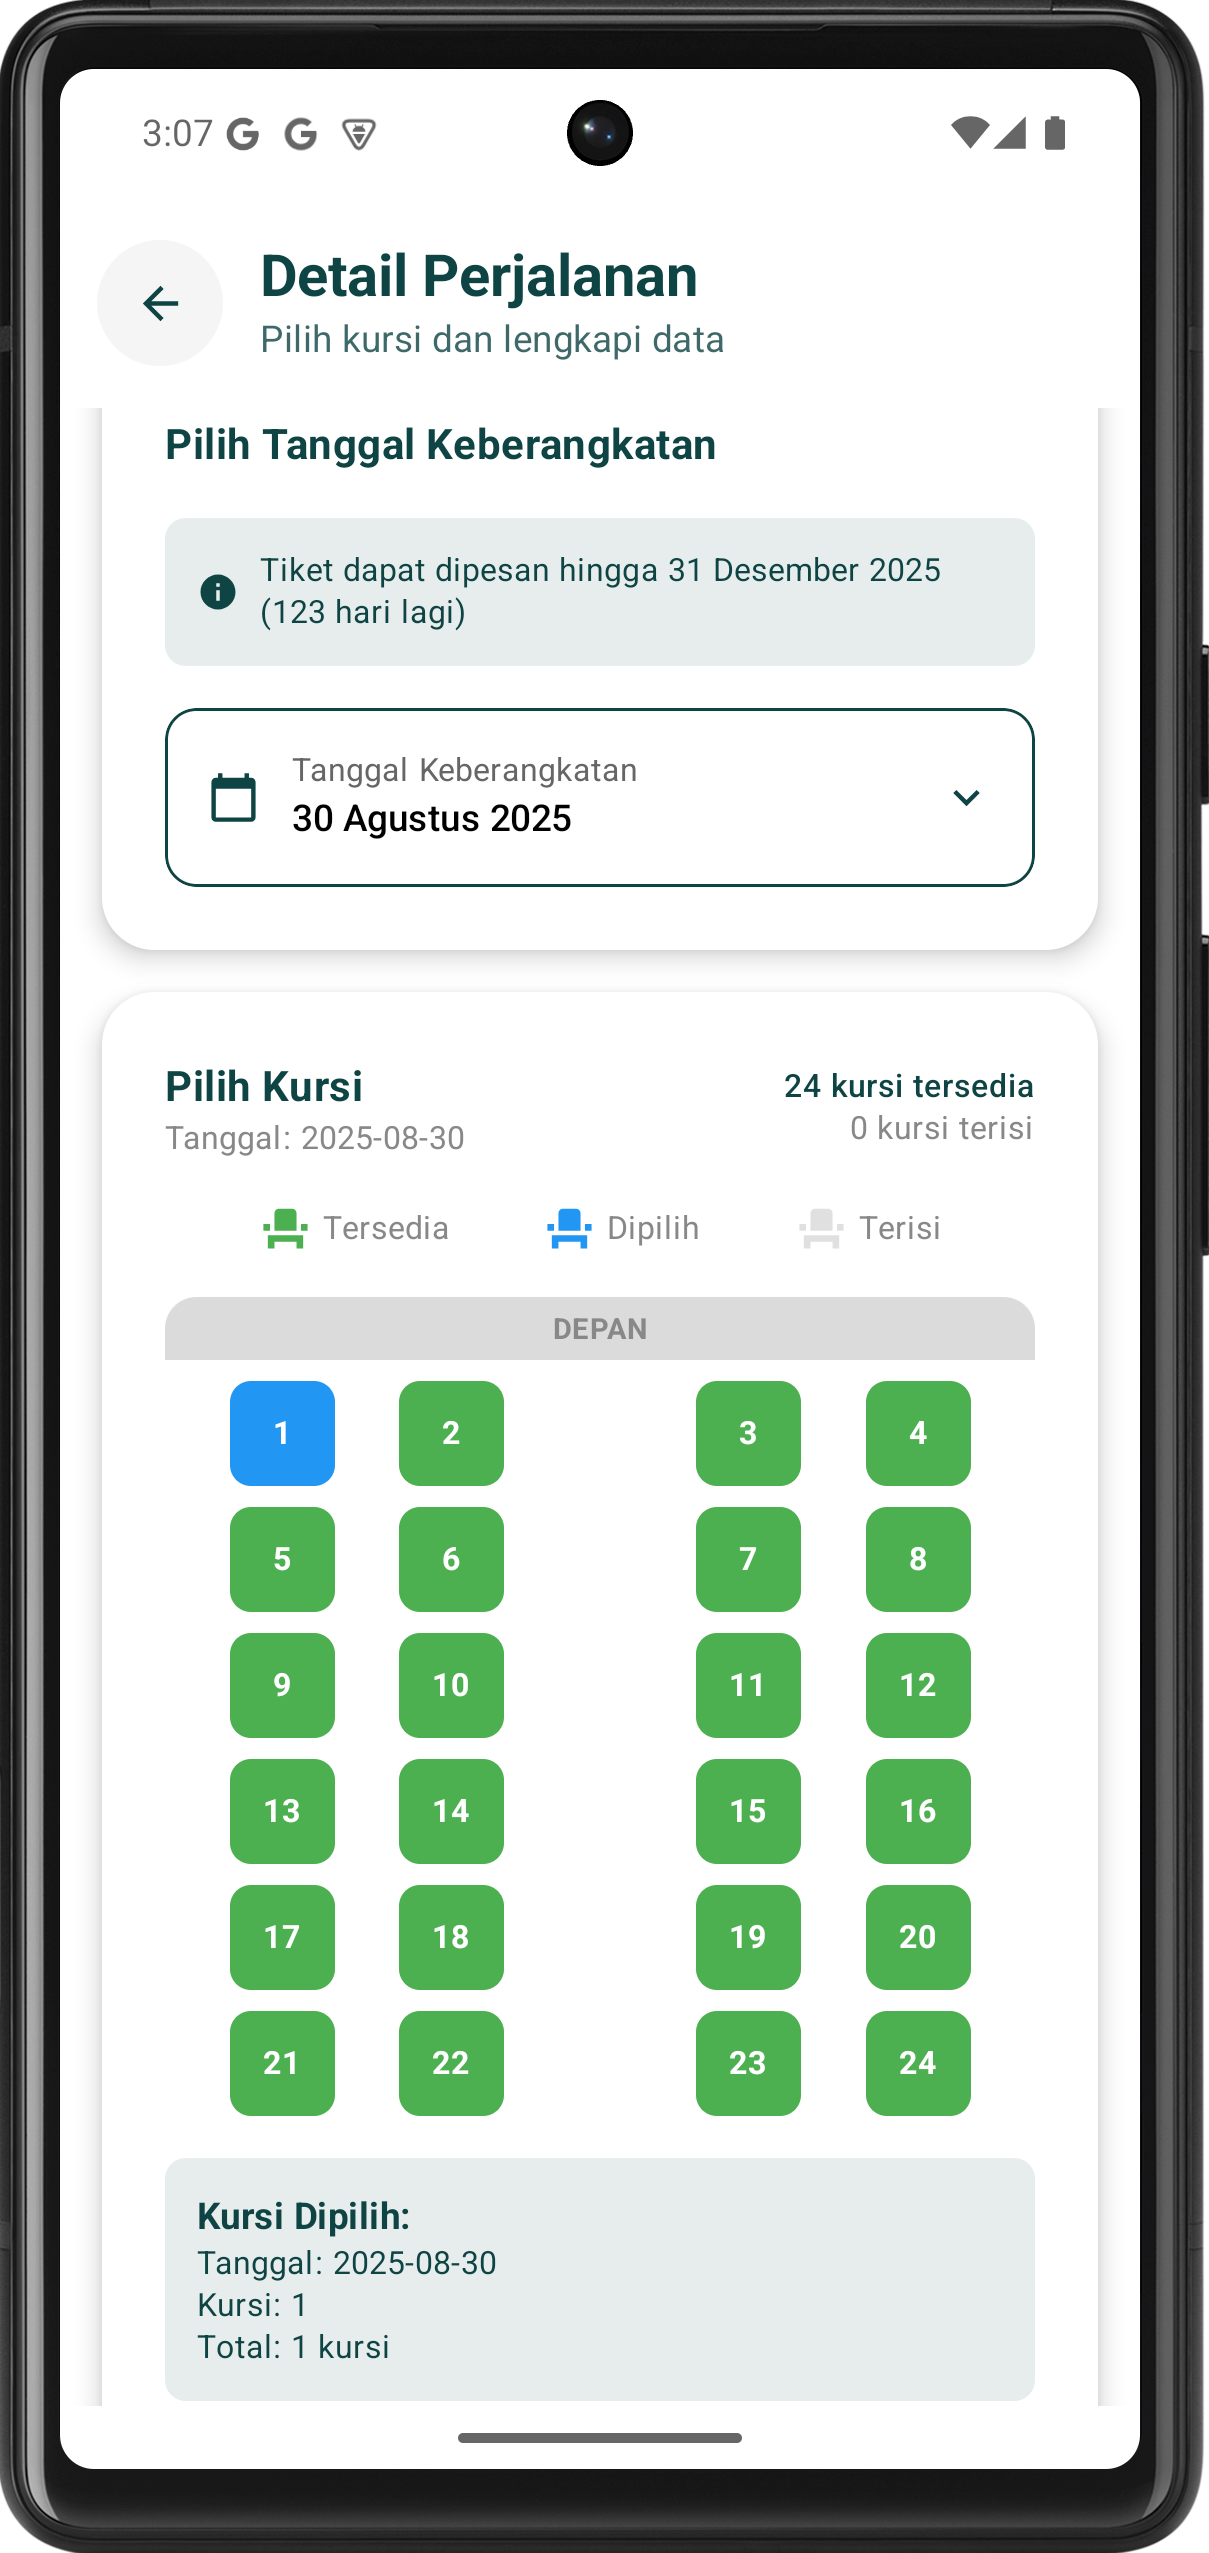 3:07
Detail Perjalanan
Pilih kursi dan lengkapi data
Pilih Tanggal Keberangkatan
Tiket dapat dipesan hingga 31 Desember 2025
(123 hari lagi)
Tanggal Keberangkatan
30 Agustus 2025
Pilih Kursi
24 kursi tersedia
Tanggal: 2025-08-30
0 kursi terisi
Tersedia Dipilih Terisi
DEPAN
1 2 3 4
5 6 7 8
9 10 11 12
13 14 15 16
17 18 19 20
21 22 23 24
Kursi Dipilih:
Tanggal: 2025-08-30
Kursi: 1
Total: 1 kursi